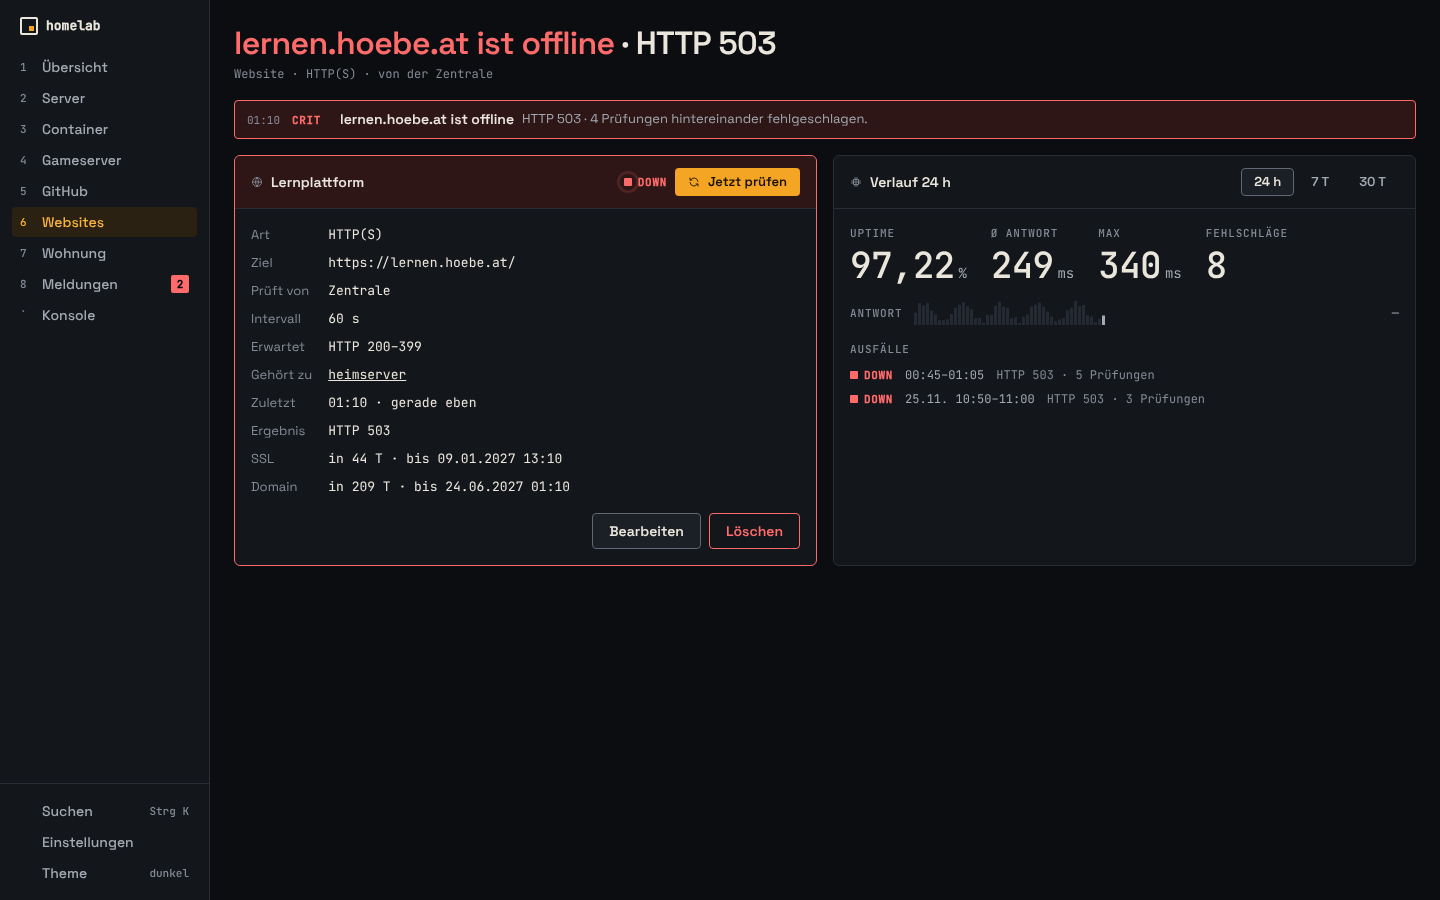 homelab
1 Übersicht
2 Server
3 Container
4 Gameserver
5 GitHub
6 Websites
7 Wohnung
8 Meldungen 2
` Konsole
Suchen Strg K
Einstellungen
Theme dunkel
lernen.hoebe.at ist offline · HTTP 503
Website · HTTP(S) · von der Zentrale
01:10 CRIT lernen.hoebe.at ist offline HTTP 503 · 4 Prüfungen hintereinander fehlgeschlagen.
Lernplattform DOWN Jetzt prüfen
Art HTTP(S)
Ziel https://lernen.hoebe.at/
Prüft von Zentrale
Intervall 60 s
Erwartet HTTP 200–399
Gehört zu heimserver
Zuletzt 01:10 · gerade eben
Ergebnis HTTP 503
SSL in 44 T · bis 09.01.2027 13:10
Domain in 209 T · bis 24.06.2027 01:10
Bearbeiten Löschen
Verlauf 24 h 24 h 7 T 30 T
UPTIME Ø ANTWORT MAX FEHLSCHLÄGE
97,22 % 249 ms 340 ms 8
ANTWORT –
AUSFÄLLE
DOWN 00:45–01:05 HTTP 503 · 5 Prüfungen
DOWN 25.11. 10:50–11:00 HTTP 503 · 3 Prüfungen